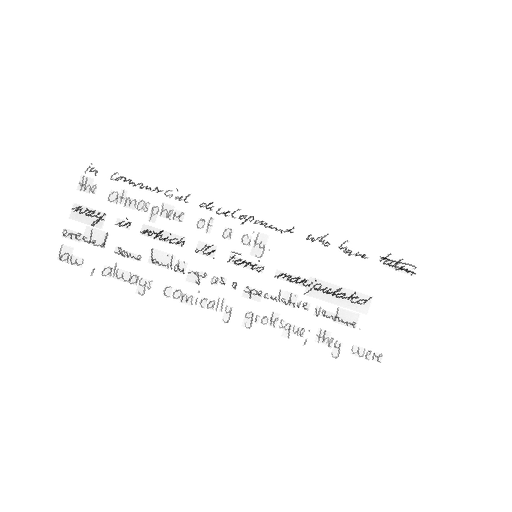 in commercial development who have taken
the atmosphere of a city.
way in which Mr. Ferris manipulated
erected some buildings as a speculative venture.
law, always comically grotesque; they were